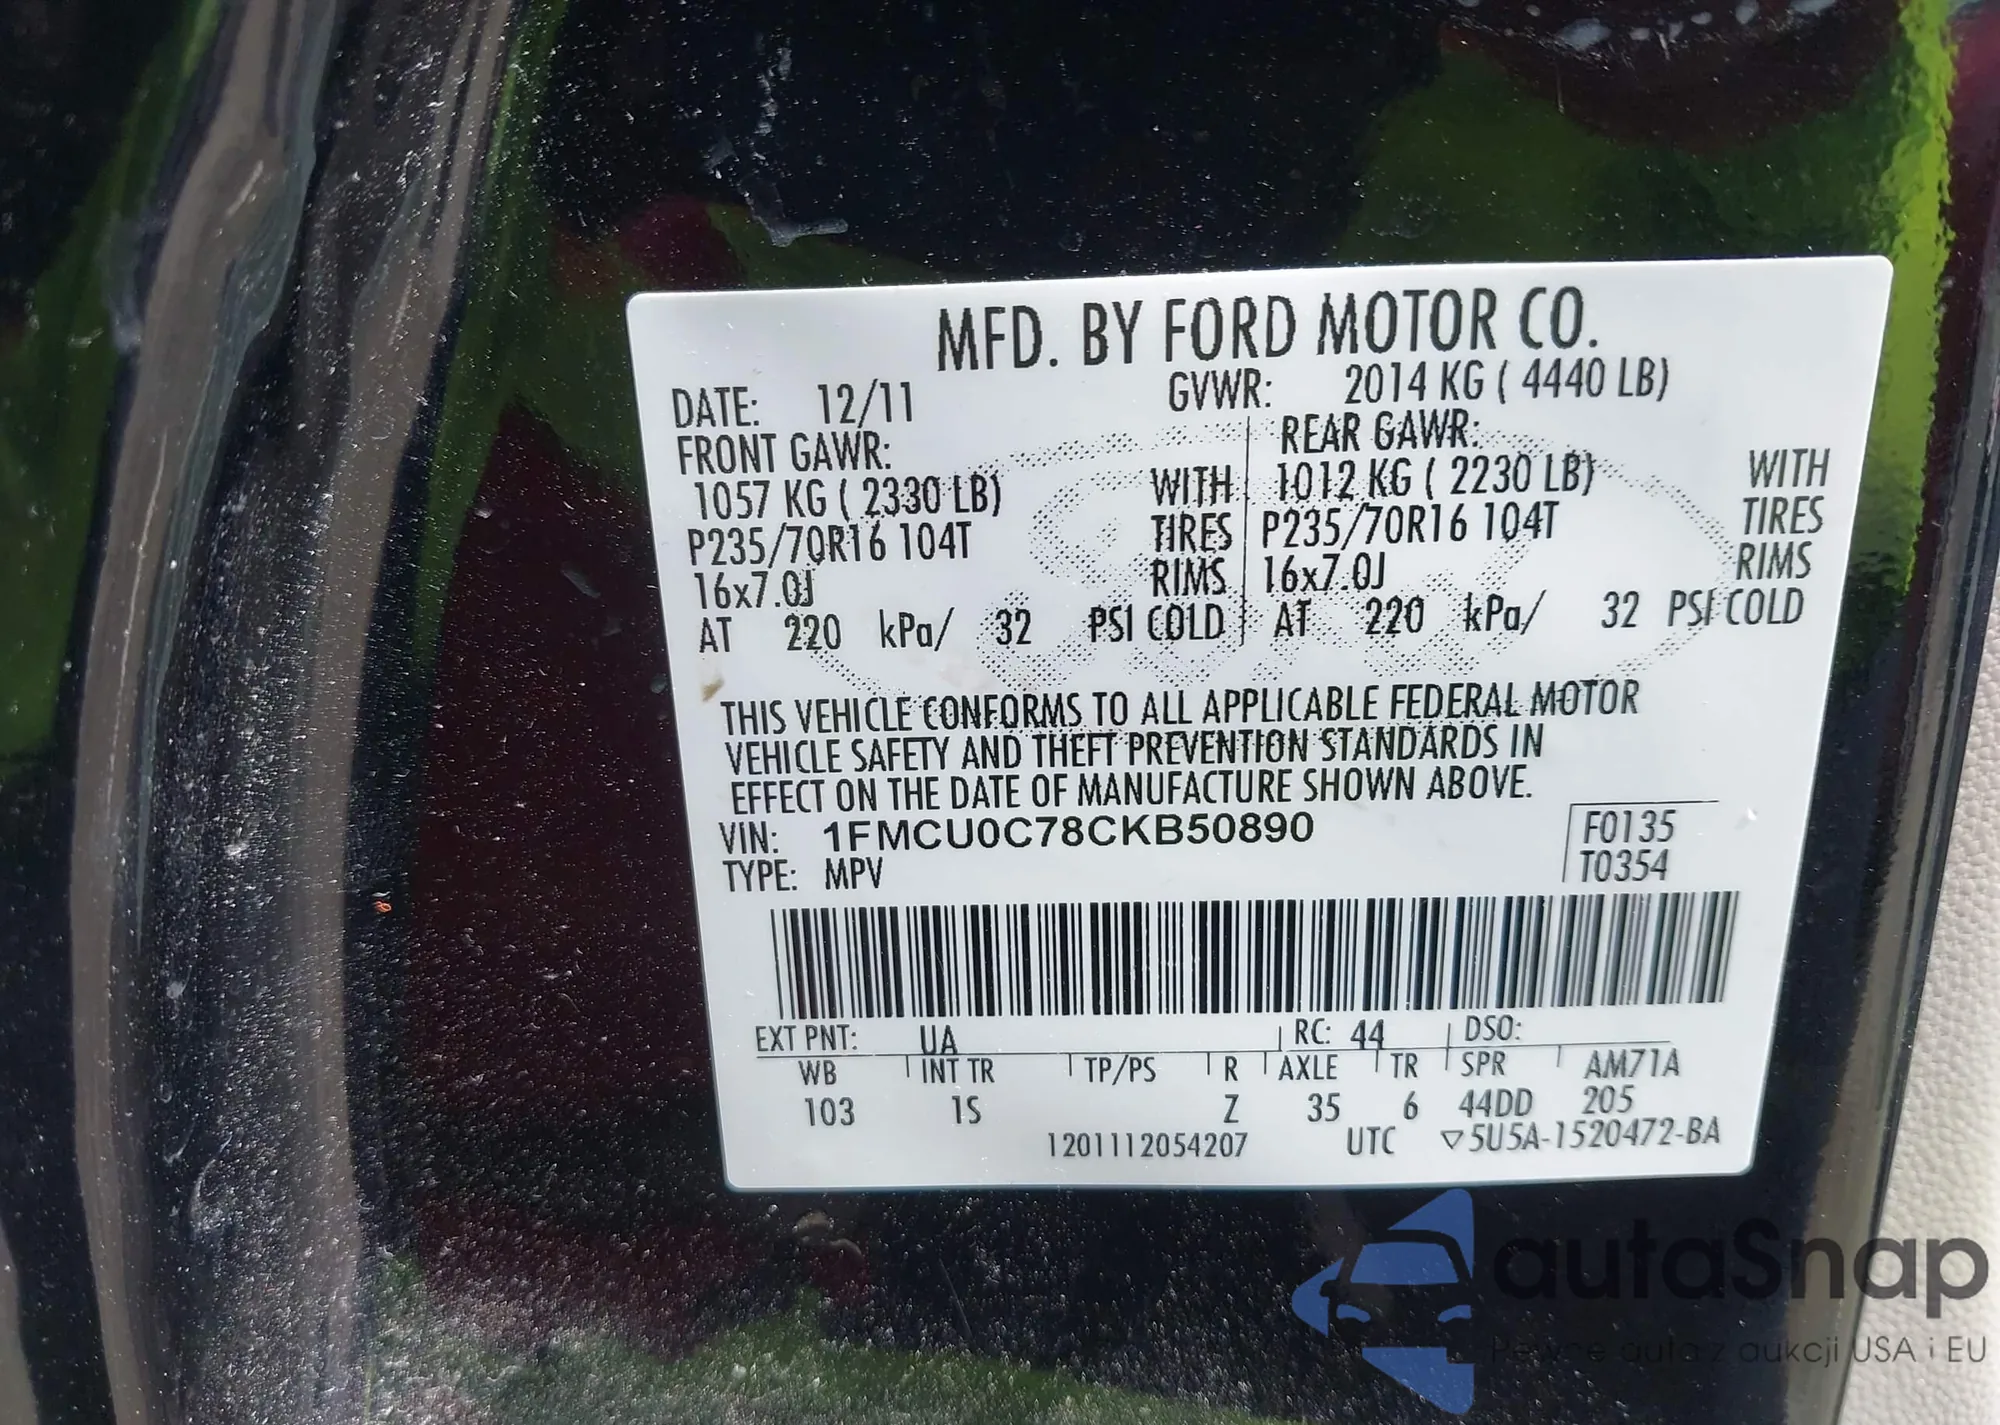 MFD. BY FORD MOTOR CO.
DATE: 12/11 GVWR: 2014 KG ( 4440 LB)
FRONT GAWR: REAR GAWR:
1057 KG ( 2330 LB) WITH 1012 KG ( 2230 LB) WITH
P235/70R16 104T TIRES P235/70R16 104T TIRES
16x7.0J RIMS 16x7.0J RIMS
AT 220 kPa/ 32 PSI COLD AT 220 kPa/ 32 PSI COLD
THIS VEHICLE CONFORMS TO ALL APPLICABLE FEDERAL MOTOR
VEHICLE SAFETY AND THEFT PREVENTION STANDARDS IN
EFFECT ON THE DATE OF MANUFACTURE SHOWN ABOVE.
VIN: 1FMCU0C78CKB50890 F0135
TYPE: MPV T0354
EXT PNT: UA RC: 44 DSO:
WB INT TR TP/PS R AXLE TR SPR AM71A
103 1S Z 35 6 44DD 205
1201112054207 UTC ▽5U5A-1520472-BA
autaSnap
Pewne auta z aukcji USA i EU